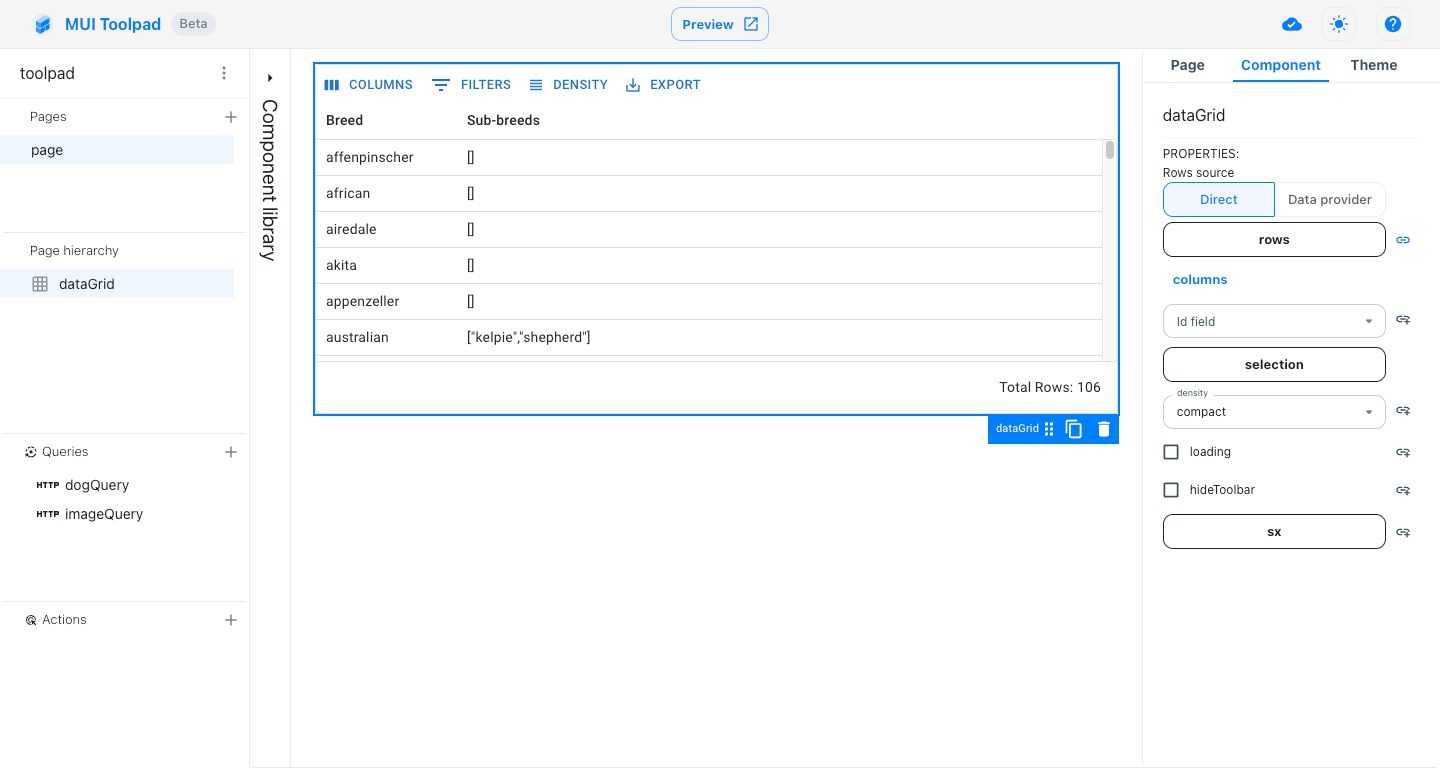 MUI Toolpad Beta
Preview
toolpad
Pages
page
Page hierarchy
dataGrid
Queries
HTTP dogQuery
HTTP imageQuery
Actions
Component library
COLUMNS FILTERS DENSITY EXPORT
Breed Sub-breeds
affenpinscher []
african []
airedale []
akita []
appenzeller []
australian ["kelpie","shepherd"]
Total Rows: 106
dataGrid
Page Component Theme
dataGrid
PROPERTIES:
Rows source
Direct Data provider
rows
columns
Id field
selection
density
compact
loading
hideToolbar
sx